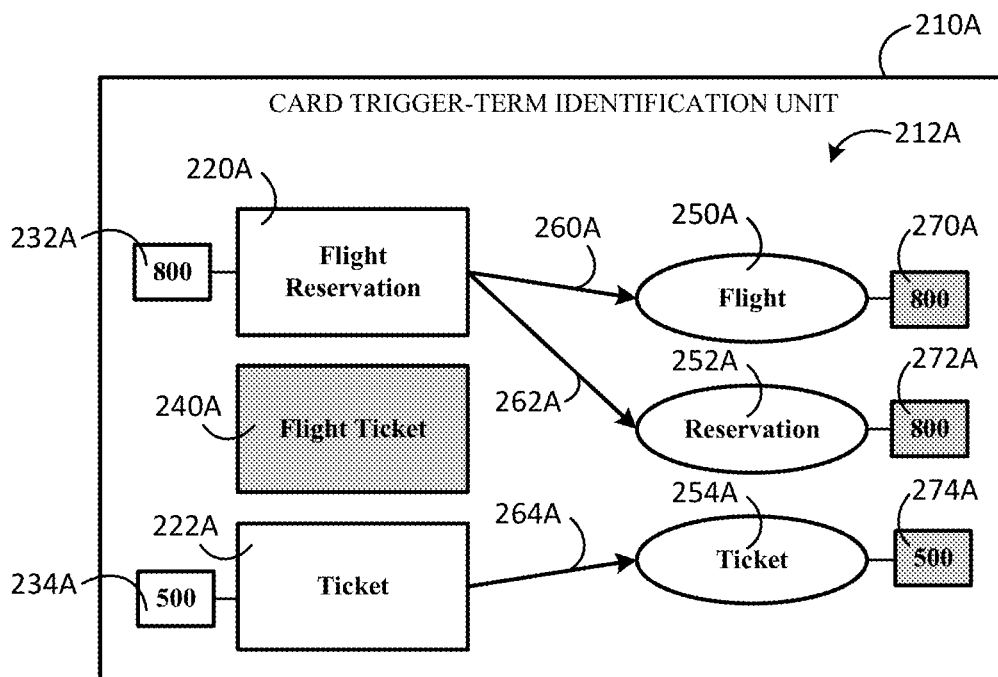 210A
CARD TRIGGER-TERM IDENTIFICATION UNIT
212A
220A
250A
232A
260A
270A
800
Flight
Reservation
Flight
800
252A
272A
240A
262A
Flight Ticket
Reservation
800
254A
274A
222A
264A
234A
500
Ticket
Ticket
500